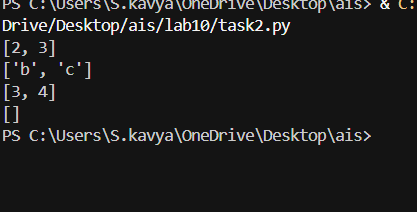 PS C:\Users\S.kavya\OneDrive\Desktop\ais> & C:
Drive/Desktop/ais/lab10/task2.py
[2, 3]
['b', 'c']
[3, 4]
[]
PS C:\Users\S.kavya\OneDrive\Desktop\ais>